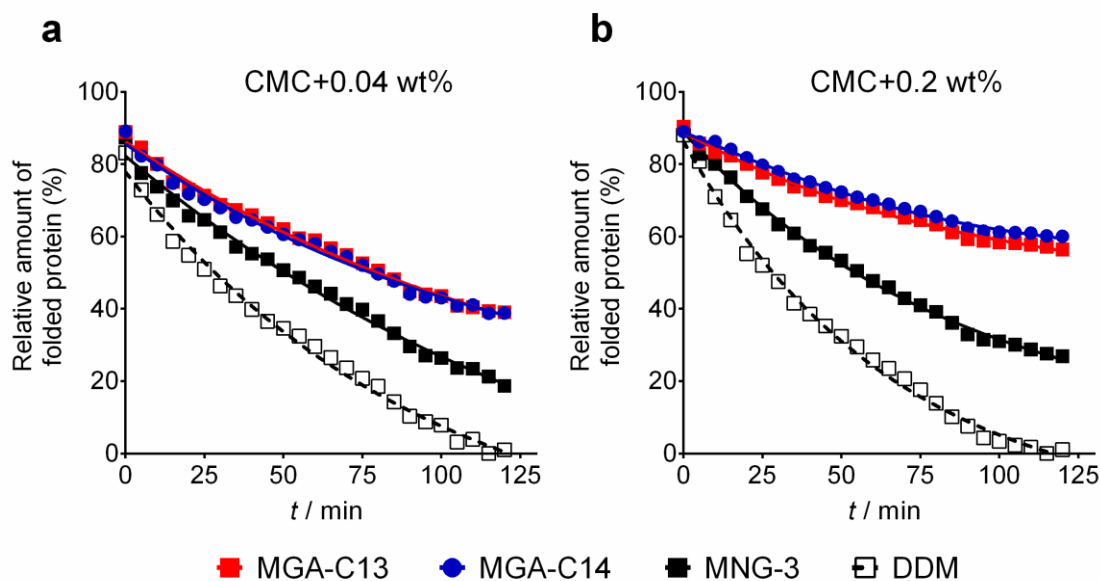 a
CMC+0.04 wt%
Relative amount of
folded protein (%)
100
80
60
40
20
0
0 25 50 75 100 125
t / min
b
CMC+0.2 wt%
Relative amount of
folded protein (%)
100
80
60
40
20
0
0 25 50 75 100 125
t / min
MGA-C13 MGA-C14 MNG-3 DDM